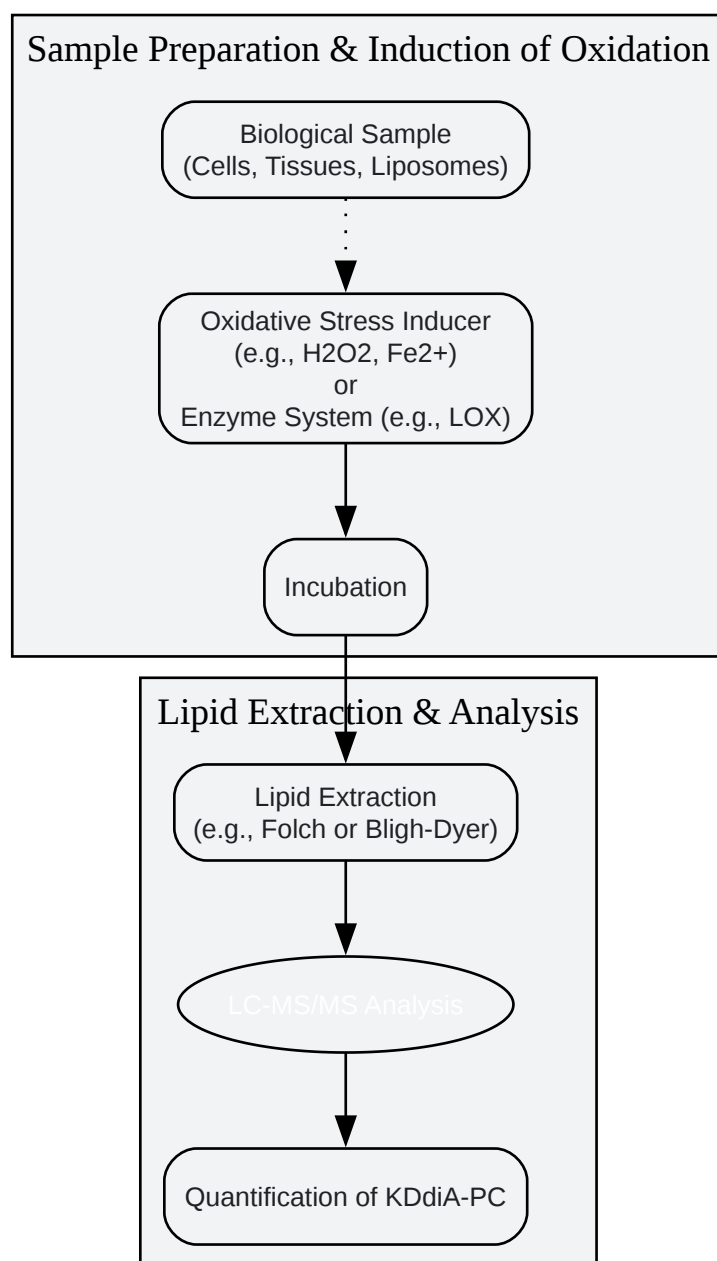 Sample Preparation & Induction of Oxidation
Biological Sample
(Cells, Tissues, Liposomes)
Oxidative Stress Inducer
(e.g., H2O2, Fe2+)
or
Enzyme System (e.g., LOX)
Incubation
Lipid Extraction & Analysis
Lipid Extraction
(e.g., Folch or Bligh-Dyer)
LC-MS/MS Analysis
Quantification of KDdiA-PC